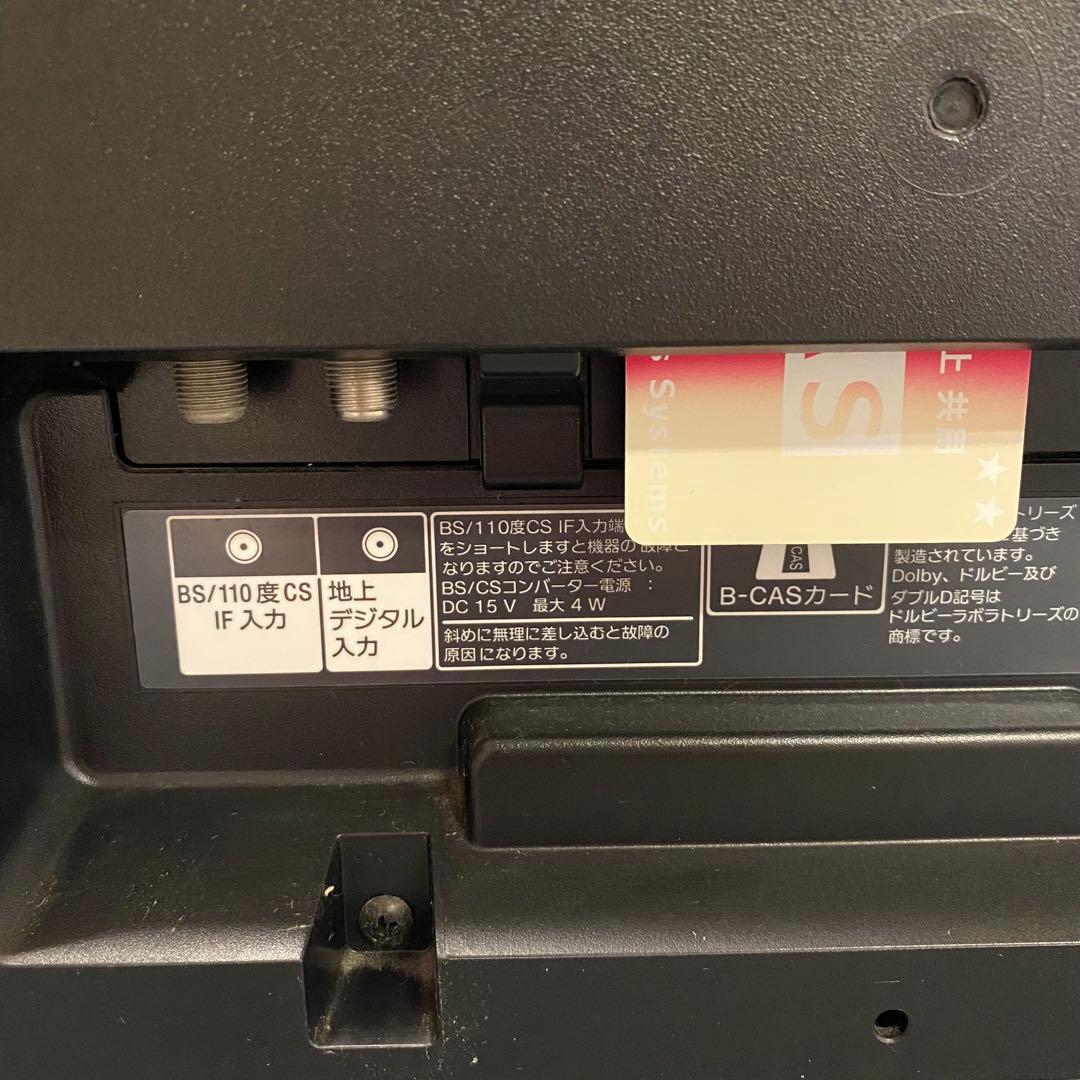 上共用
AS
s Systems
BS/110度CS
IF入力
地上
デジタル
入力
BS/110度CS IF入力端
をショートしますと機器の故障と
なりますのでご注意ください。
BS/CSコンバーター電源 :
DC 15V 最大4W
斜めに無理に差し込むと故障の
原因になります。
CAS
B-CASカード
トリーズ
基づき
製造されています。
Dolby、ドルビー及び
ダブルD記号は
ドルビーラボラトリーズの
商標です。